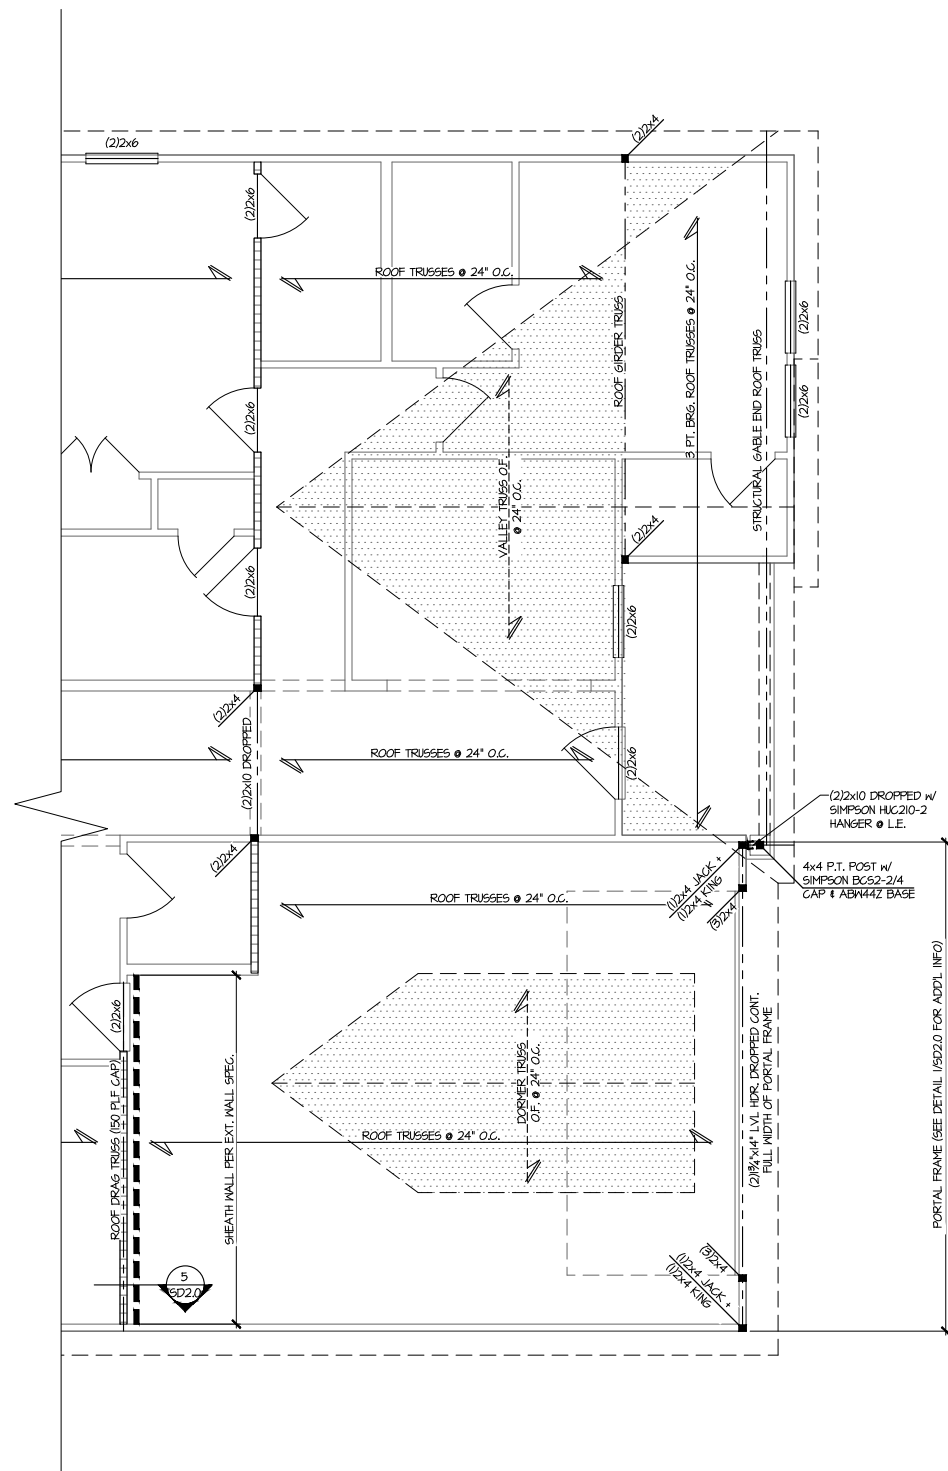 (2)2x4
(2)2x6
(2)2x6
ROOF TRUSSES @ 24" O.C.
3 PT. BRG. ROOF TRUSSES @ 24" O.C.
ROOF GIRDER TRUSS
STRUCTURAL GABLE END ROOF TRUSS
(2)2x6
(2)2x6
(2)2x6
VALLEY TRUSS O.F.
@ 24" O.C.
(2)2x4
(2)2x6
(2)2x6
(2)2x4
(2)2x10 DROPPED
ROOF TRUSSES @ 24" O.C.
(2)2x6
(2)2x10 DROPPED W/
SIMPSON HUC210-2
HANGER @ L.E.
(2)2x4
4x4 P.T. POST W/
SIMPSON BCS2-2/4
CAP & ABW44Z BASE
(1)2x4 JACK +
(1)2x4 KING
(3)2x4
ROOF TRUSSES @ 24" O.C.
PORTAL FRAME (SEE DETAIL 1/SD2.0 FOR ADD'L INFO)
(2)2x6
(2)1¾"x14" LVL HDR. DROPPED CONT.
FULL WIDTH OF PORTAL FRAME
DORMER TRUSS
O.F. @ 24" O.C.
ROOF DRAG TRUSS (150 PLF CAP)
SHEATH WALL PER EXT. WALL SPEC.
ROOF TRUSSES @ 24" O.C.
5
SD2.0
(3)2x4
(1)2x4 JACK +
(1)2x4 KING